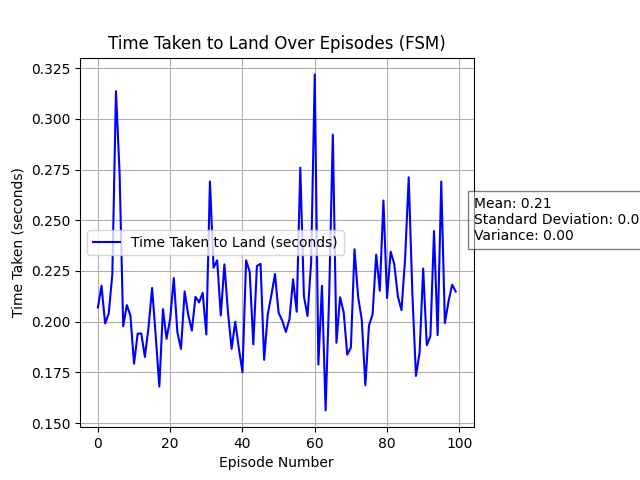 Time Taken to Land Over Episodes (FSM)
0.325
0.300
0.275
0.250
0.225
0.200
0.175
0.150
Time Taken (seconds)
Time Taken to Land (seconds)
Mean: 0.21
Standard Deviation: 0.0
Variance: 0.00
0 20 40 60 80 100
Episode Number